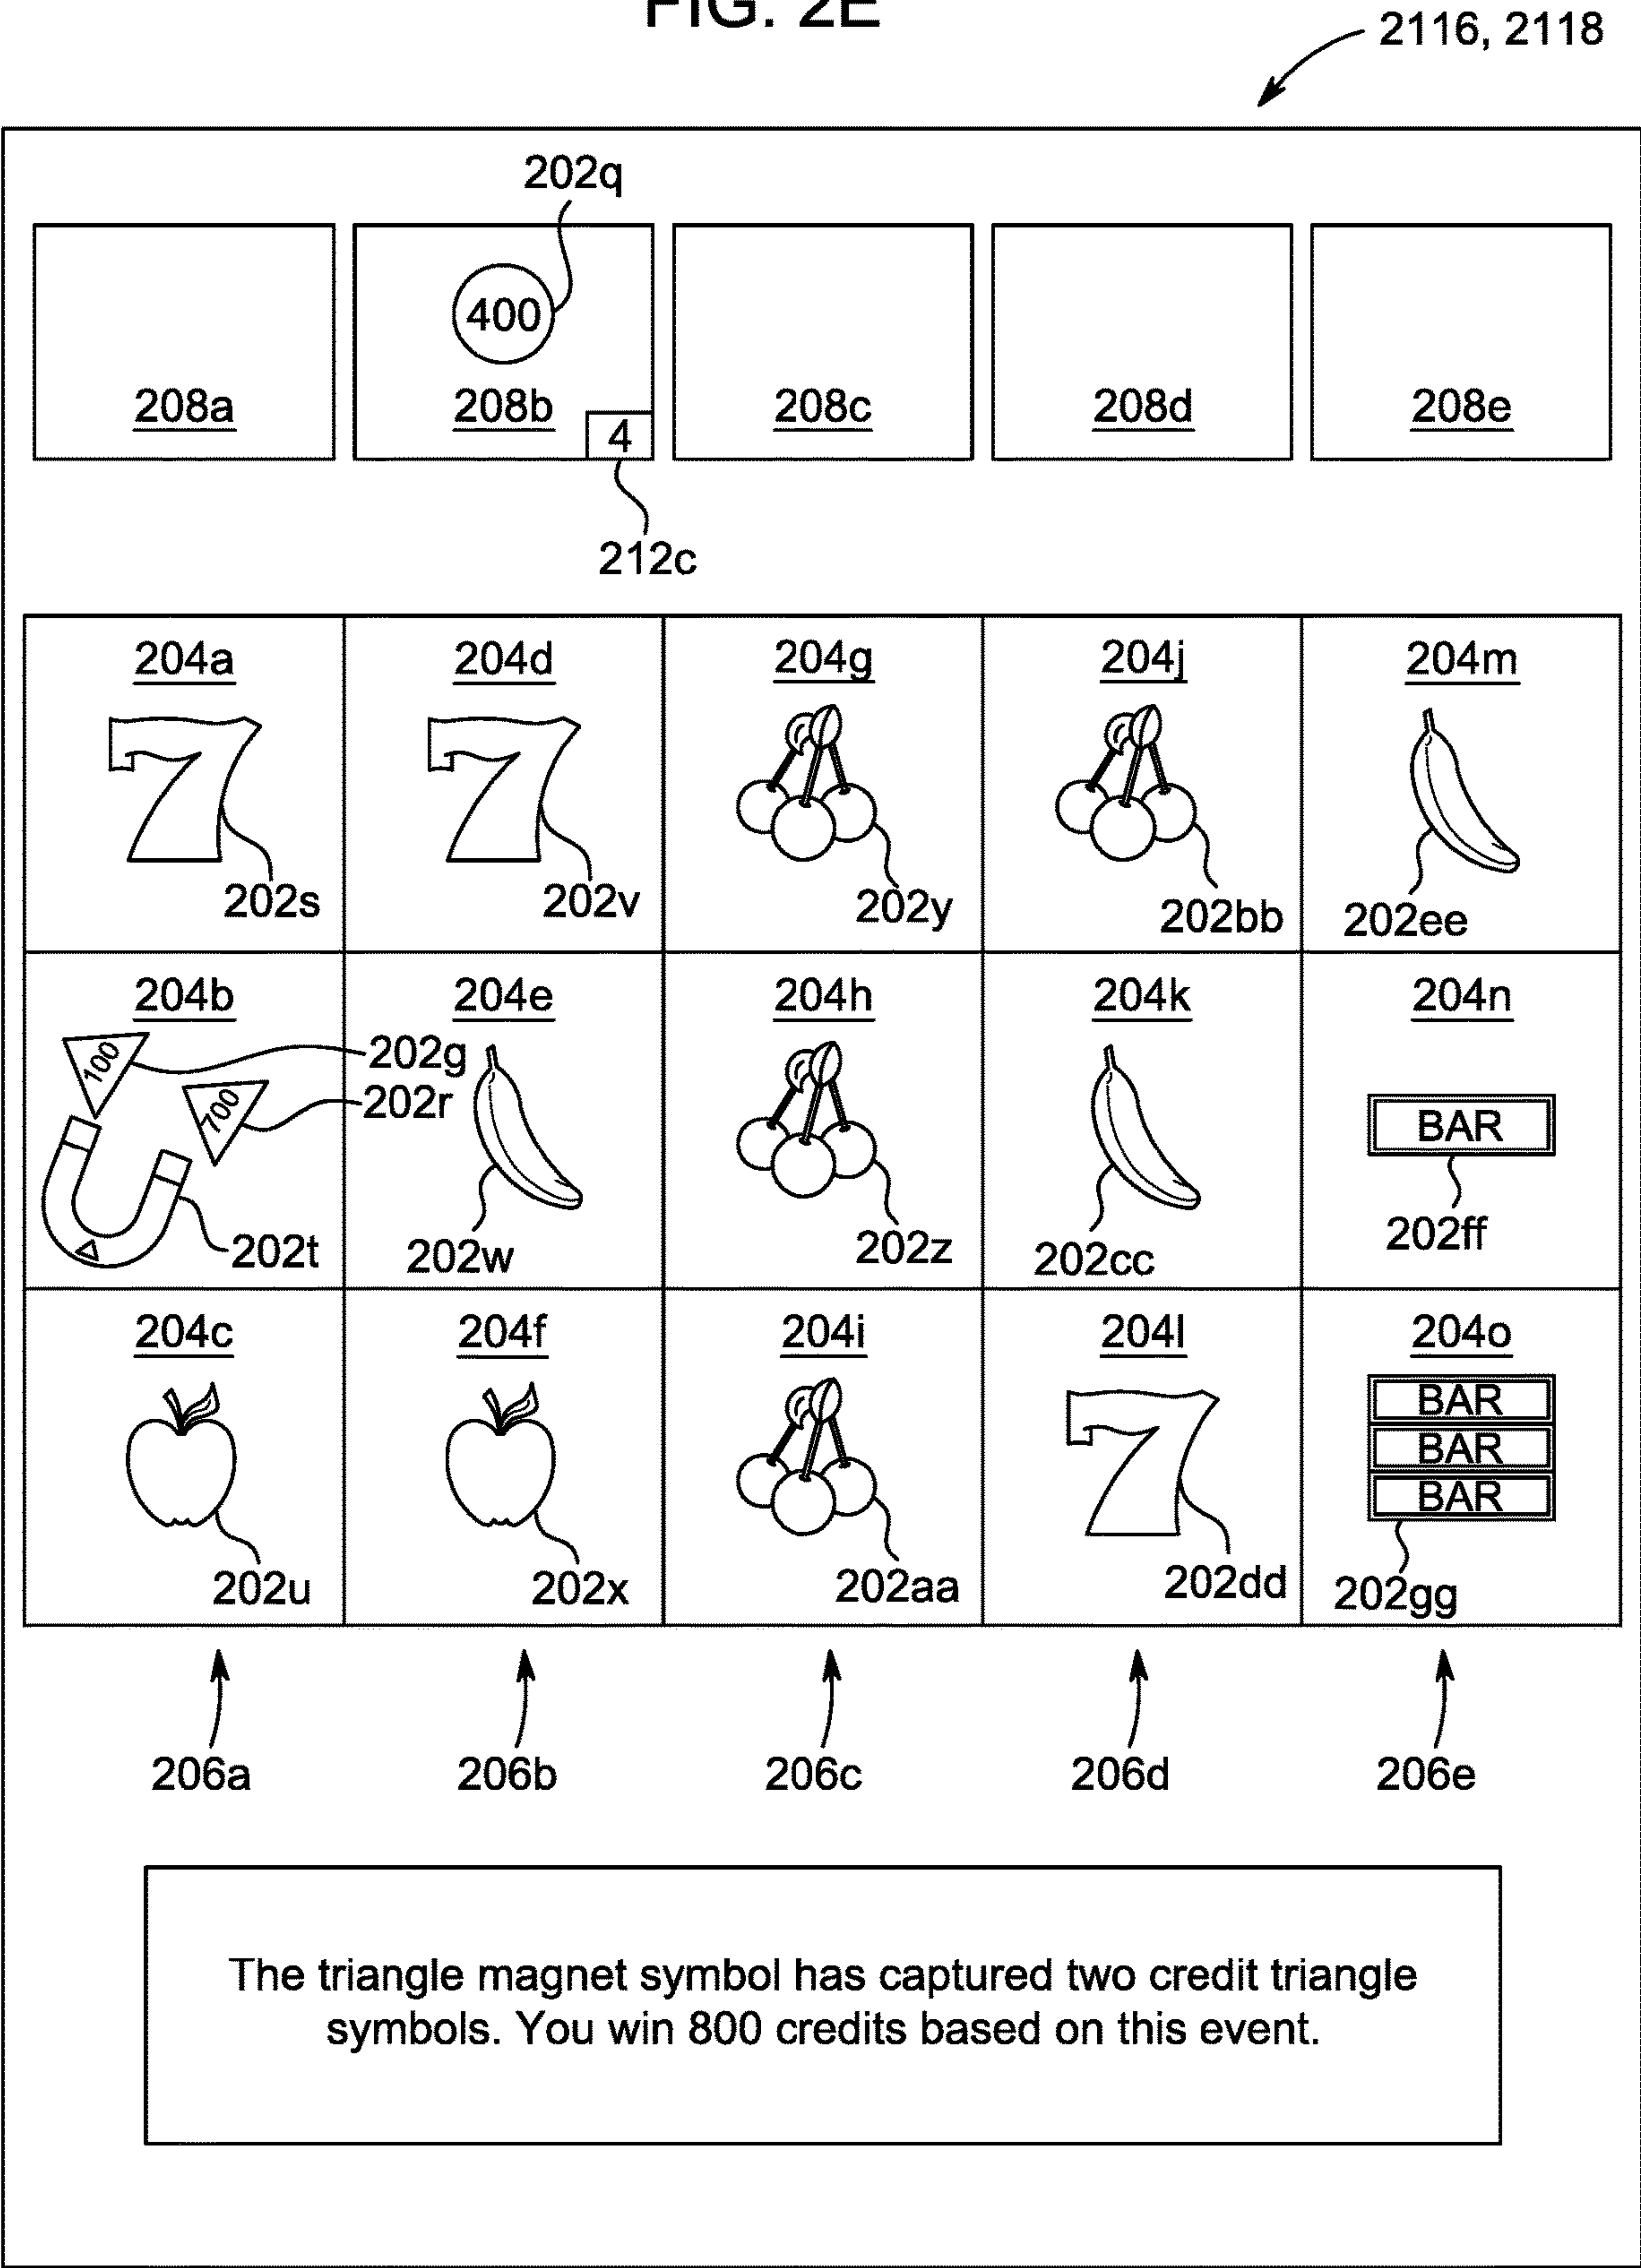 FIG. 2E
2116, 2118
202q
400
208a 208b 208c 208d 208e
4
212c
204a 204d 204g 204j 204m
7 7
202s 202v 202y 202bb 202ee
204b 204e 204h 204k 204n
100 202g
700 202r
BAR
202t 202w 202z 202cc 202ff
204c 204f 204i 204l 204o
7 BAR
BAR
BAR
202u 202x 202aa 202dd 202gg
206a 206b 206c 206d 206e
The triangle magnet symbol has captured two credit triangle
symbols. You win 800 credits based on this event.